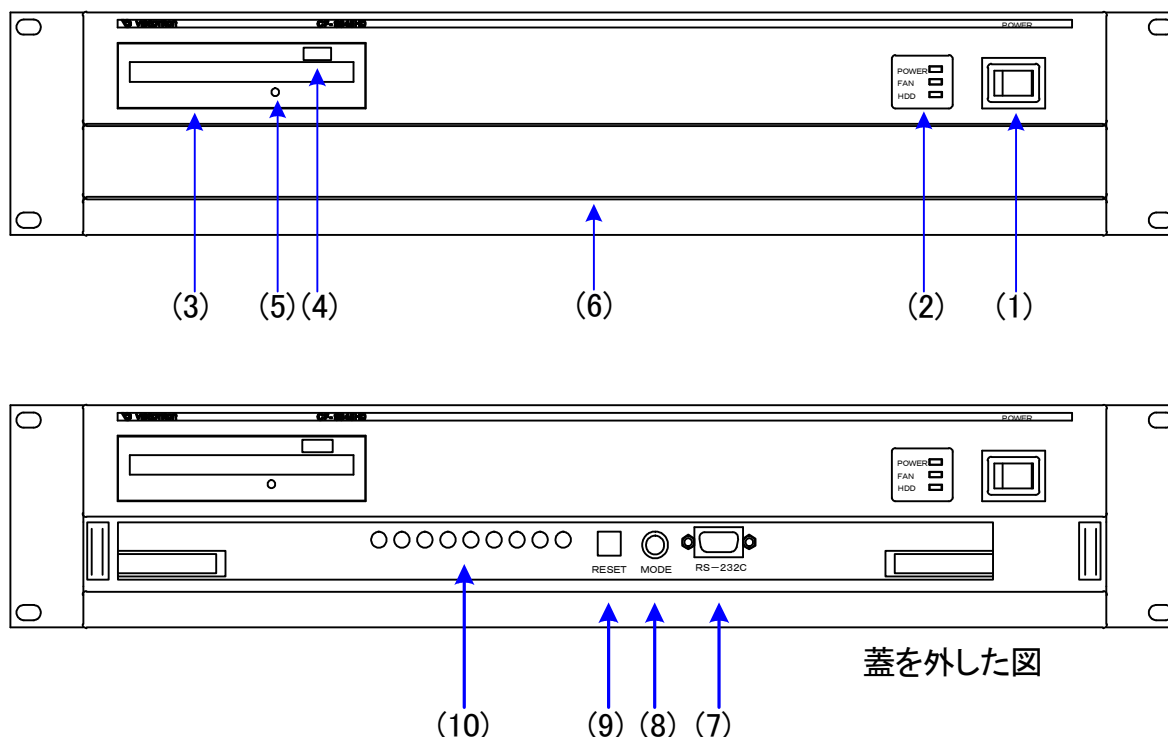 POWER
POWER
FAN
HDD
(3)
(5)
(4)
(6)
(2)
(1)
POWER
POWER
FAN
HDD
RESET
MODE
RS-232C
蓋を外した図
(10)
(9)
(8)
(7)